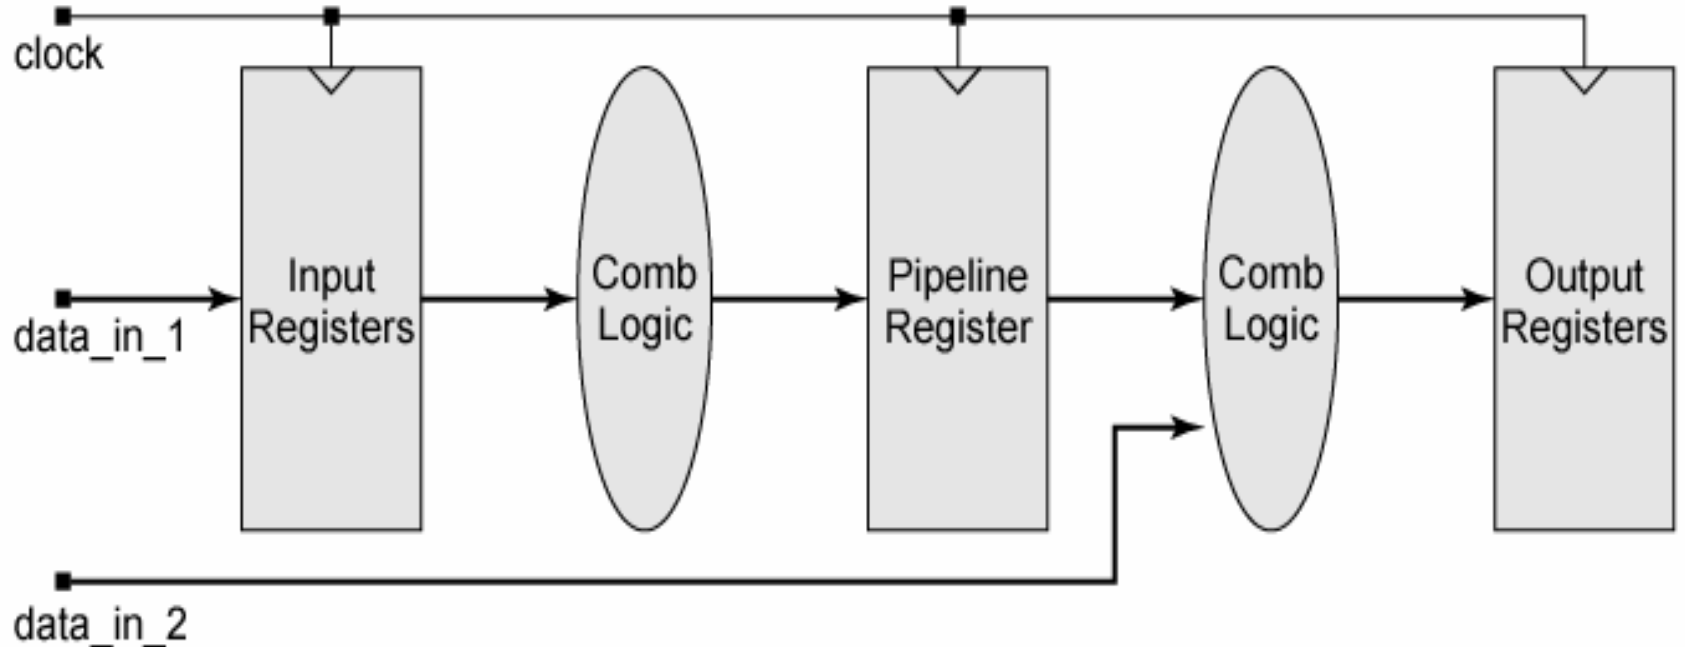 clock
data_in_1
Input
Registers
Comb
Logic
Pipeline
Register
Comb
Logic
Output
Registers
data_in_2